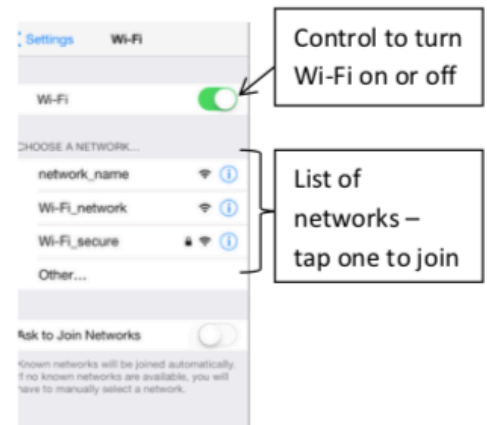 Settings Wi-Fi
Control to turn
Wi-Fi on or off
Wi-Fi
CHOOSE A NETWORK...
network_name
Wi-Fi_network
Wi-Fi_secure
Other...
List of
networks –
tap one to join
Ask to Join Networks
Known networks will be joined automatically.
If no known networks are available, you will
have to manually select a network.